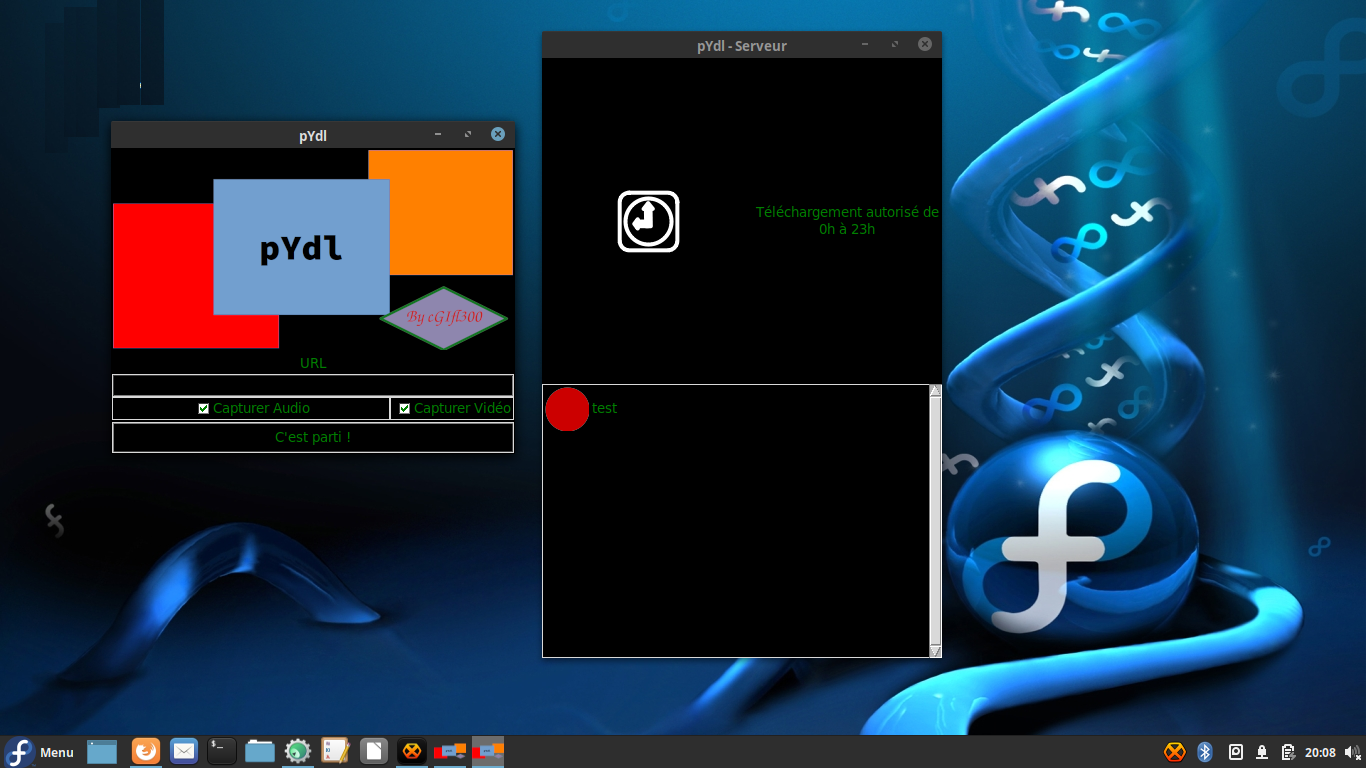 pYdl
pYdl
By cGIfl300
URL
Capturer Audio
Capturer Vidéo
C'est parti !
pYdl - Serveur
Téléchargement autorisé de
0h à 23h
test
Menu
$_
20:08